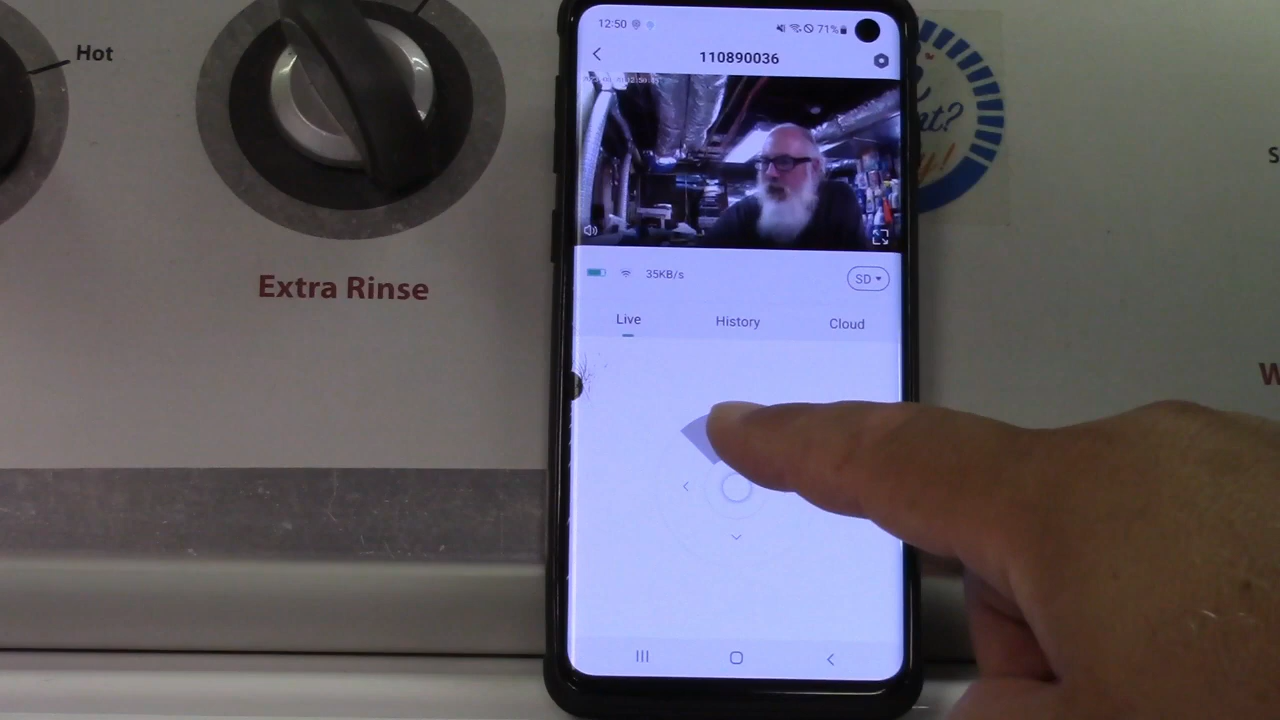 Hot
Extra Rinse
12:50
71%
110890036
35KB/s
SD
Live
History
Cloud